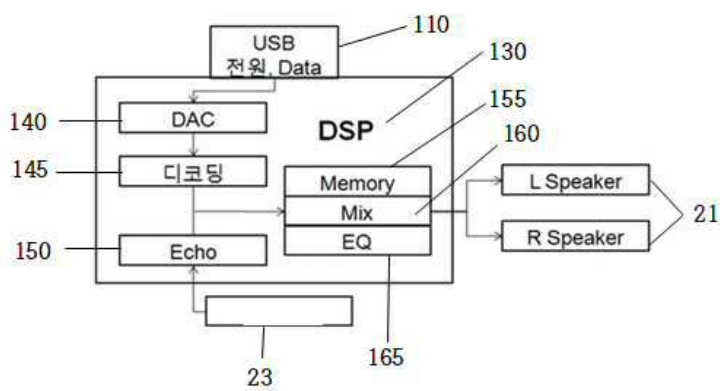 110
USB
전원, Data
130
155
140
DAC
DSP
160
145
디코딩
Memory
L Speaker
Mix
21
150
Echo
EQ
R Speaker
23
165